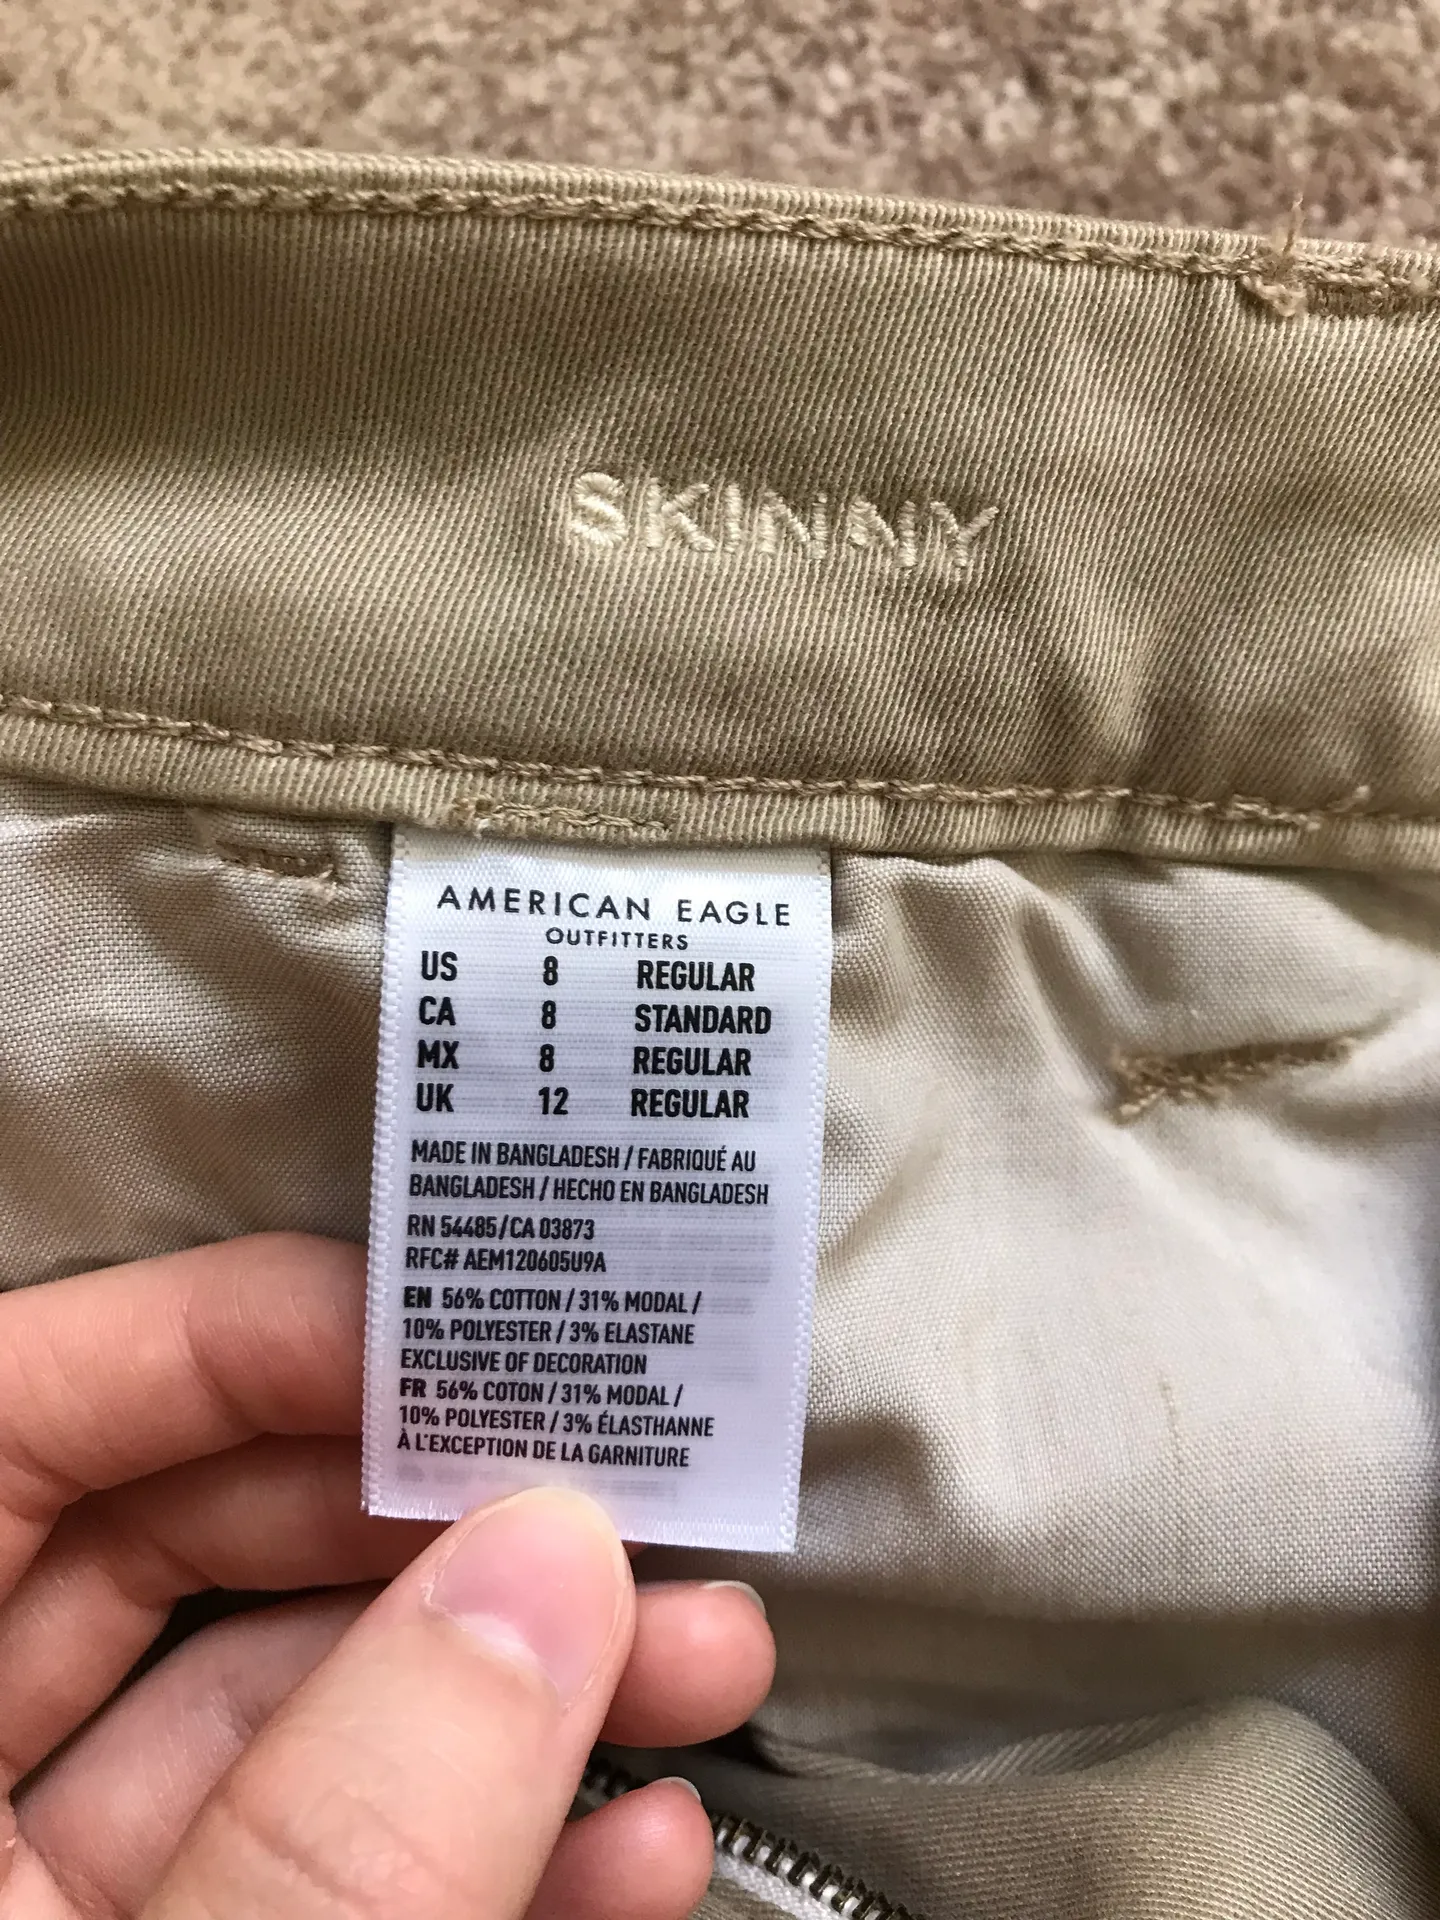 SKINNY
AMERICAN EAGLE
OUTFITTERS
US 8 REGULAR
CA 8 STANDARD
MX 8 REGULAR
UK 12 REGULAR
MADE IN BANGLADESH / FABRIQUÉ AU
BANGLADESH / HECHO EN BANGLADESH
RN 54485/CA 03873
RFC# AEM120605U9A
EN 56% COTTON / 31% MODAL /
10% POLYESTER / 3% ELASTANE
EXCLUSIVE OF DECORATION
FR 56% COTON / 31% MODAL /
10% POLYESTER / 3% ÉLASTHANNE
À L'EXCEPTION DE LA GARNITURE